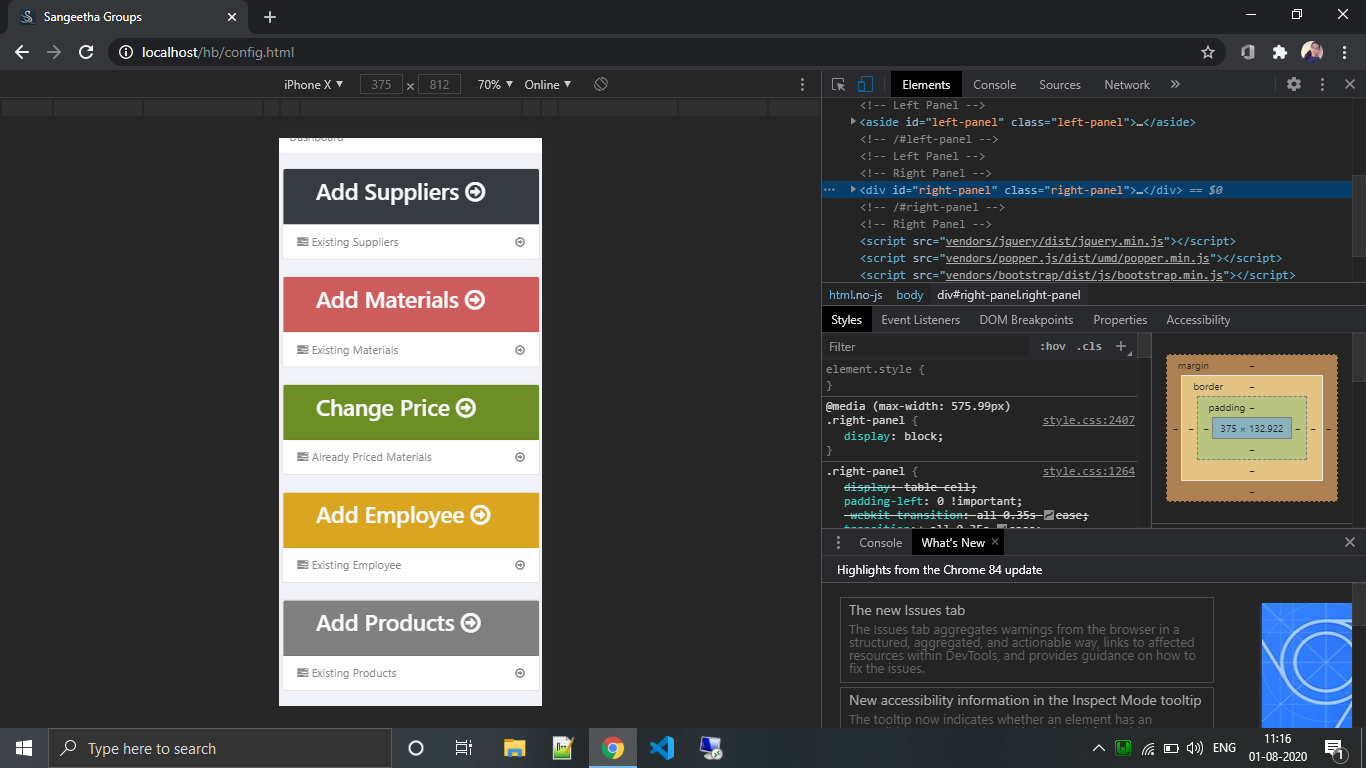 Sangeetha Groups
localhost/hb/config.html
iPhone X ▼ 375 × 812 70% ▼ Online ▼
Elements Console Sources Network »
Dashboard
Add Suppliers
Existing Suppliers
Add Materials
Existing Materials
Change Price
Already Priced Materials
Add Employee
Existing Employee
Add Products
Existing Products
<!-- Left Panel -->
<aside id="left-panel" class="left-panel">…</aside>
<!-- /#left-panel -->
<!-- Left Panel -->
<!-- Right Panel -->
<div id="right-panel" class="right-panel">…</div> == $0
<!-- /#right-panel -->
<!-- Right Panel -->
<script src="vendors/jquery/dist/jquery.min.js"></script>
<script src="vendors/popper.js/dist/umd/popper.min.js"></script>
<script src="vendors/bootstrap/dist/js/bootstrap.min.js"></script>
html.no-js body div#right-panel.right-panel
Styles Event Listeners DOM Breakpoints Properties Accessibility
Filter :hov .cls +
element.style {
}
@media (max-width: 575.99px)
.right-panel { style.css:2407
display: block;
}
.right-panel { style.css:1264
display: table-cell;
padding-left: 0 !important;
-webkit-transition: all 0.35s ease;
transition: all 0.35s ease;
margin –
border –
padding –
– – – 375 × 132.922 – – –
–
–
–
Console What's New ×
Highlights from the Chrome 84 update
The new Issues tab
The Issues tab aggregates warnings from the browser in a
structured, aggregated, and actionable way, links to affected
resources within DevTools, and provides guidance on how to
fix the issues.
New accessibility information in the Inspect Mode tooltip
The tooltip now indicates whether an element has an
Type here to search
ENG
11:16
01-08-2020
1